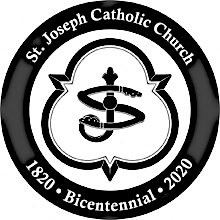 St. Joseph Catholic Church
1820 • Bicentennial • 2020